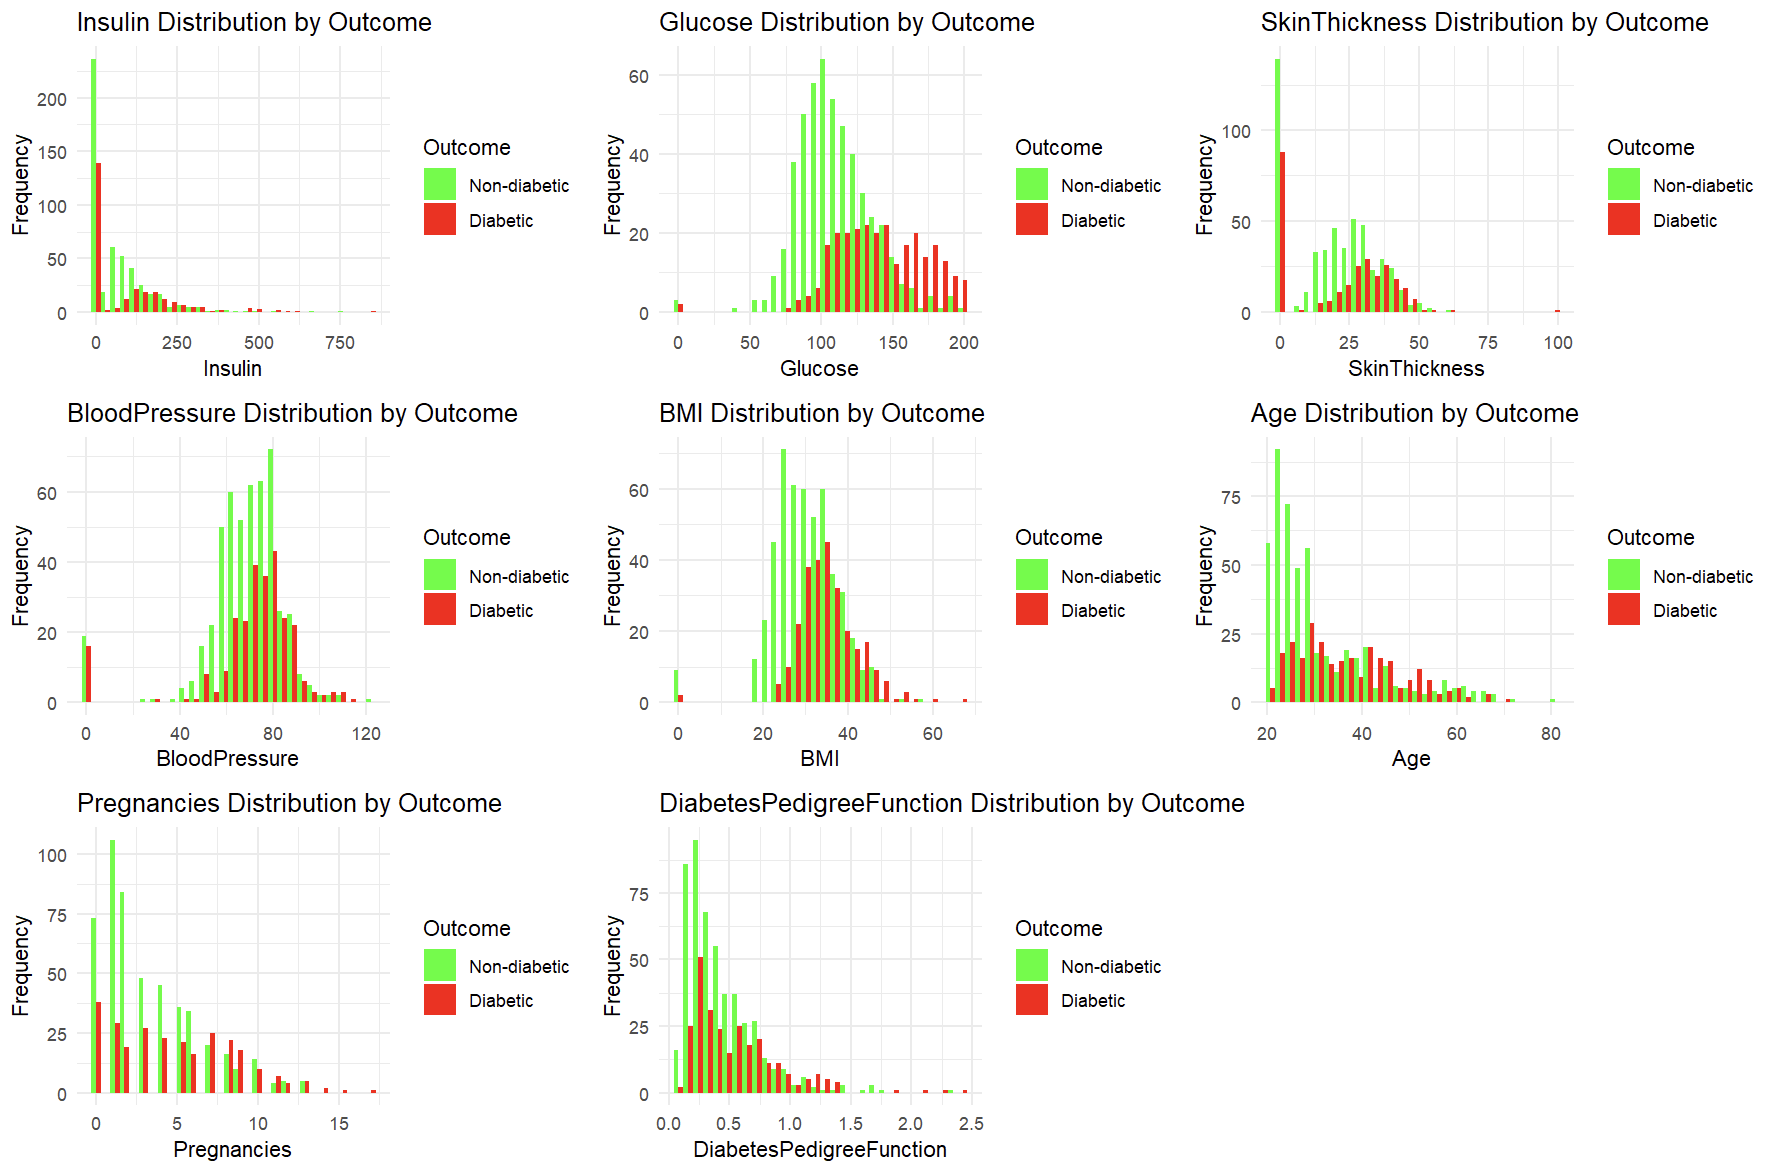 Insulin Distribution by Outcome
200
150
100
50
0
Frequency
0 250 500 750
Insulin
Outcome
Non-diabetic
Diabetic
Glucose Distribution by Outcome
60
40
20
0
Frequency
0 50 100 150 200
Glucose
Outcome
Non-diabetic
Diabetic
SkinThickness Distribution by Outcome
100
50
0
Frequency
0 25 50 75 100
SkinThickness
Outcome
Non-diabetic
Diabetic
BloodPressure Distribution by Outcome
60
40
20
0
Frequency
0 40 80 120
BloodPressure
Outcome
Non-diabetic
Diabetic
BMI Distribution by Outcome
60
40
20
0
Frequency
0 20 40 60
BMI
Outcome
Non-diabetic
Diabetic
Age Distribution by Outcome
75
50
25
0
Frequency
20 40 60 80
Age
Outcome
Non-diabetic
Diabetic
Pregnancies Distribution by Outcome
100
75
50
25
0
Frequency
0 5 10 15
Pregnancies
Outcome
Non-diabetic
Diabetic
DiabetesPedigreeFunction Distribution by Outcome
75
50
25
0
Frequency
0.0 0.5 1.0 1.5 2.0 2.5
DiabetesPedigreeFunction
Outcome
Non-diabetic
Diabetic